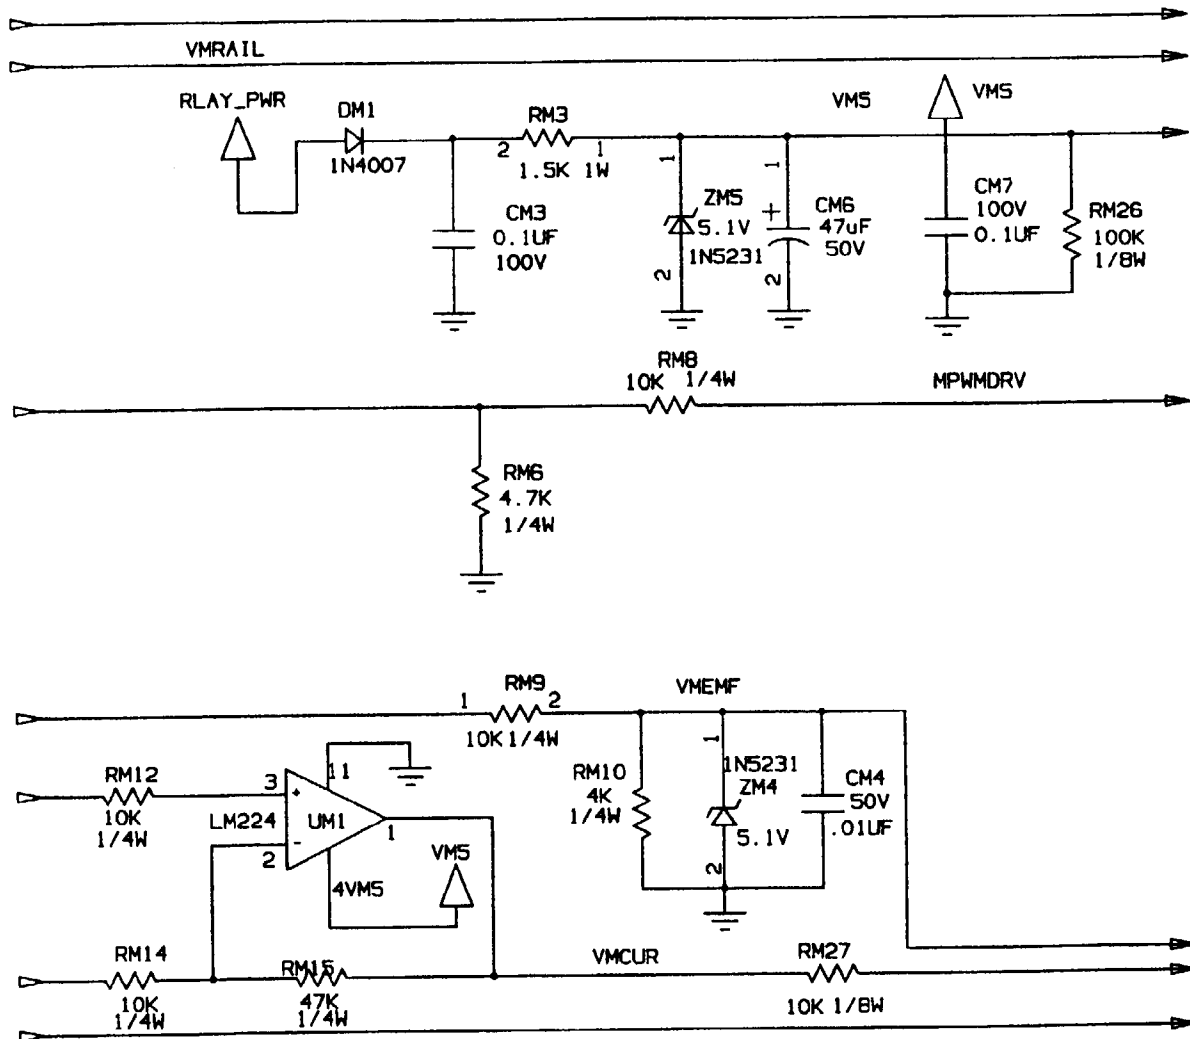 VMRAIL
RLAY_PWR
DM1
1N4007
RM3
2 1
1.5K 1W
CM3
0.1UF
100V
1
ZM5
5.1V
1N5231
2
1
+
CM6
47uF
50V
2
VM5
VM5
CM7
100V
0.1UF
RM26
100K
1/8W
RM8
10K 1/4W
MPWMDRV
RM6
4.7K
1/4W
RM9
1 2
10K 1/4W
VMEMF
RM12
10K
1/4W
3
+
11
LM224
UM1
1
-
2
4VM5
VM5
RM10
4K
1/4W
1
1N5231
ZM4
5.1V
2
CM4
50V
.01UF
RM14
10K
1/4W
RM15
47K
1/4W
VMCUR
RM27
10K 1/8W